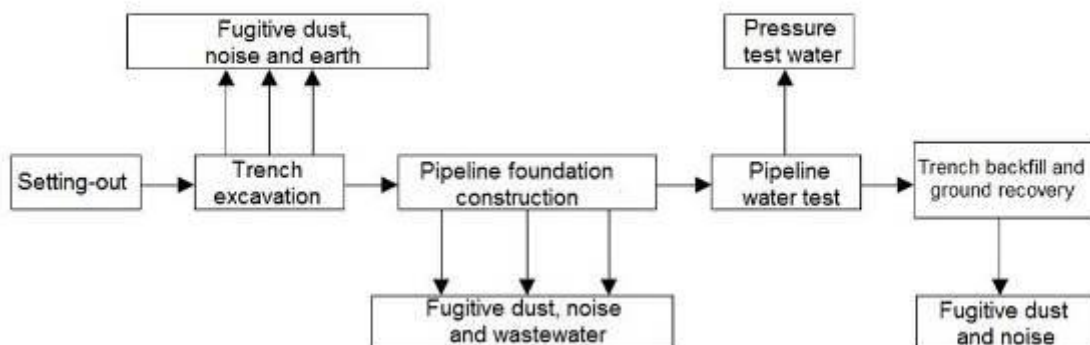 Fugitive dust,
noise and earth
Pressure
test water
Setting-out
Trench
excavation
Pipeline foundation
construction
Pipeline
water test
Trench backfill and
ground recovery
Fugitive dust, noise
and wastewater
Fugitive dust
and noise